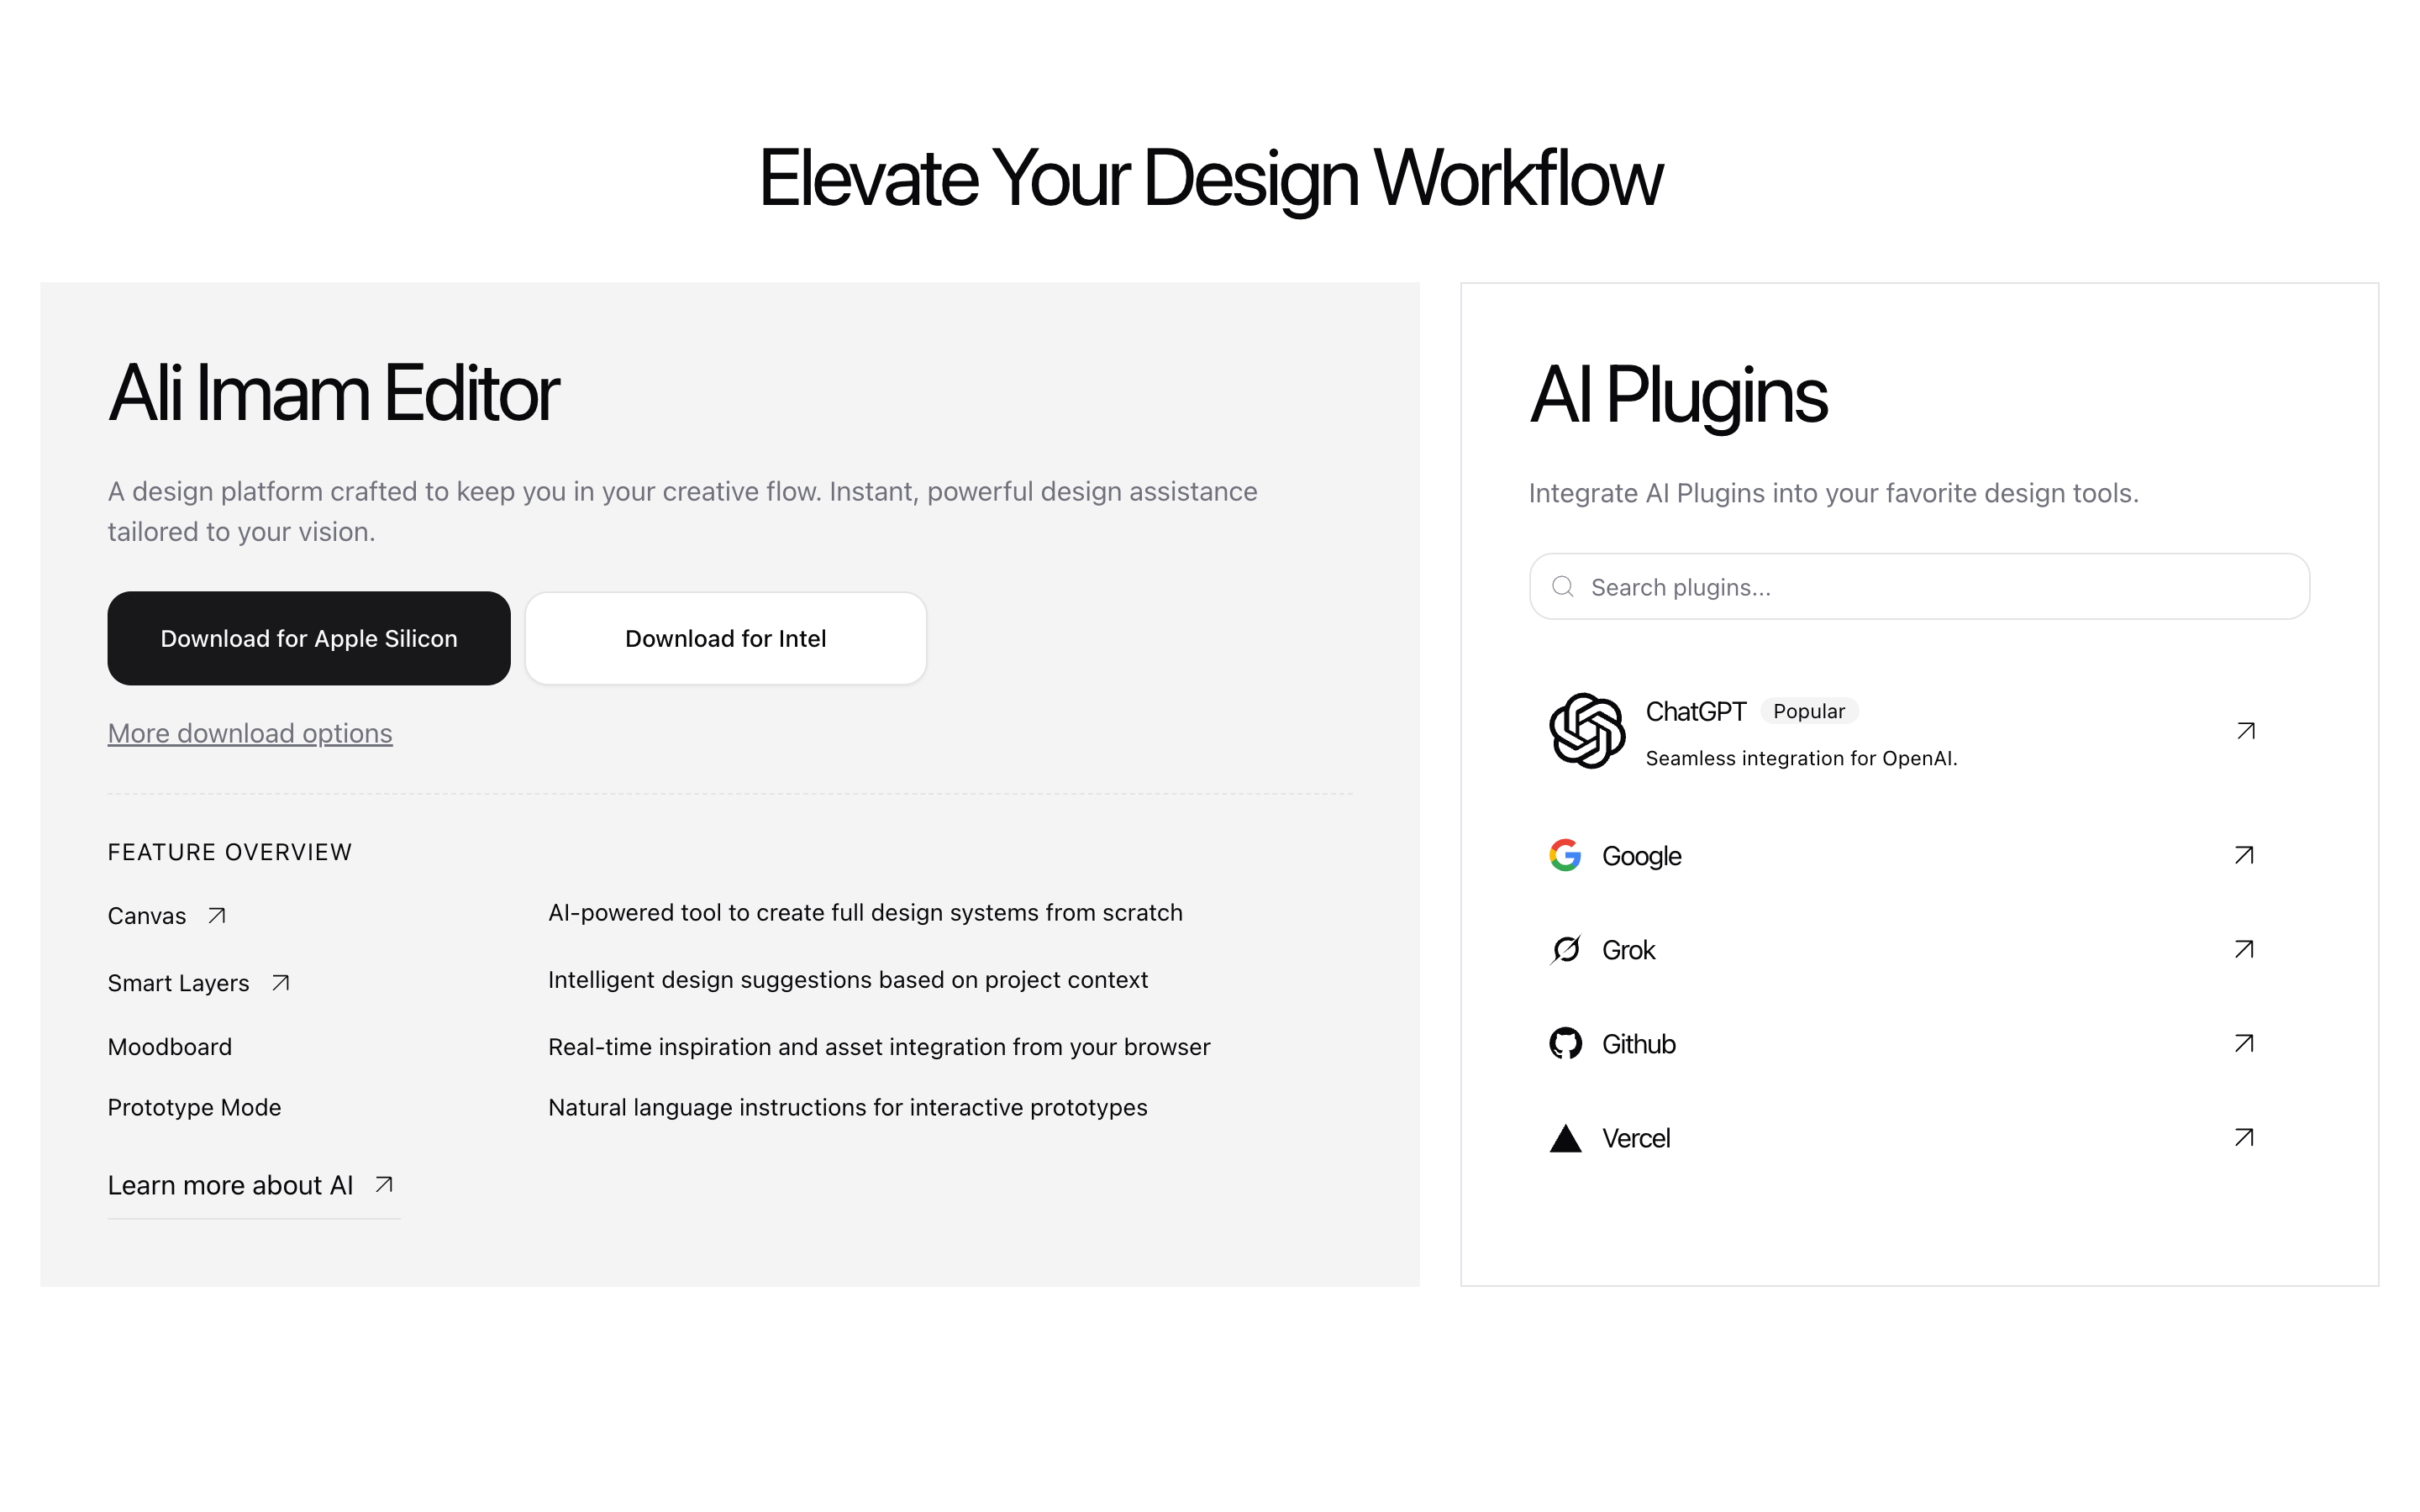 Elevate Your Design Workflow
Ali Imam Editor
A design platform crafted to keep you in your creative flow. Instant, powerful design assistance
tailored to your vision.
Download for Apple Silicon
Download for Intel
More download options
FEATURE OVERVIEW
Canvas
AI-powered tool to create full design systems from scratch
Smart Layers
Intelligent design suggestions based on project context
Moodboard
Real-time inspiration and asset integration from your browser
Prototype Mode
Natural language instructions for interactive prototypes
Learn more about AI
AI Plugins
Integrate AI Plugins into your favorite design tools.
Search plugins...
ChatGPT Popular
Seamless integration for OpenAI.
Google
Grok
Github
Vercel